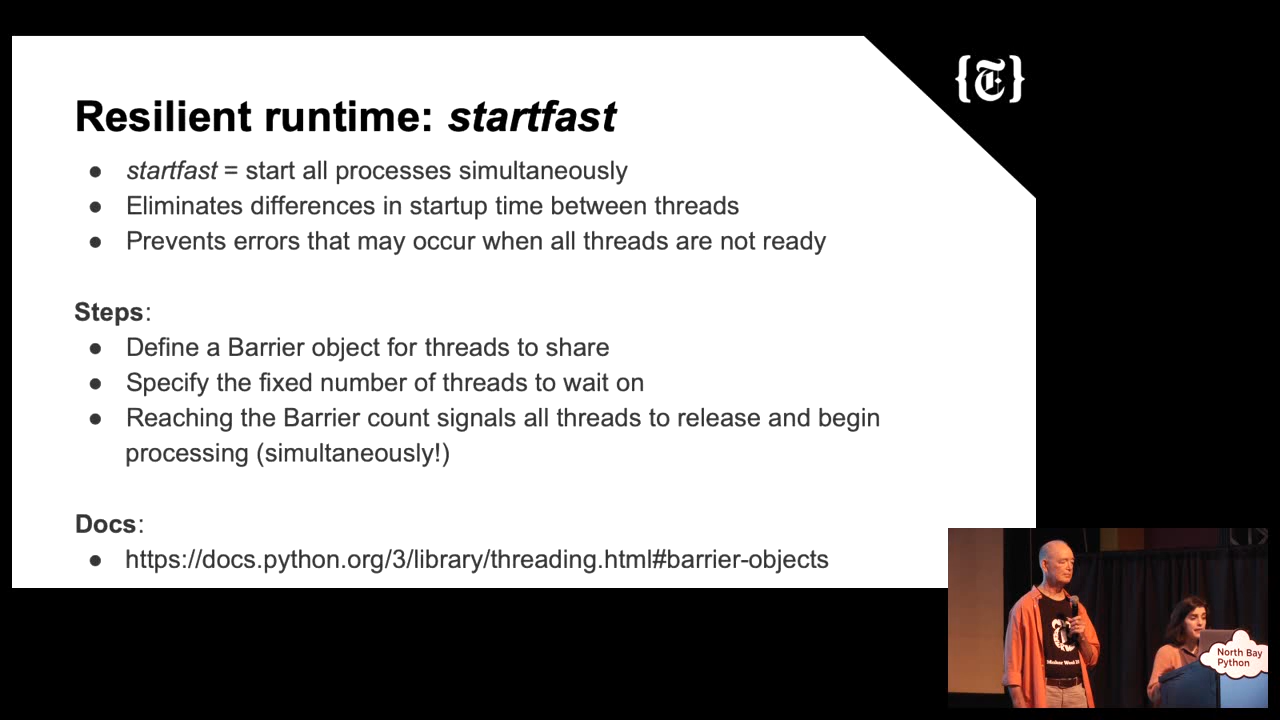 {T}
Resilient runtime: startfast
● startfast = start all processes simultaneously
● Eliminates differences in startup time between threads
● Prevents errors that may occur when all threads are not ready
Steps:
● Define a Barrier object for threads to share
● Specify the fixed number of threads to wait on
● Reaching the Barrier count signals all threads to release and begin
processing (simultaneously!)
Docs:
● https://docs.python.org/3/library/threading.html#barrier-objects
North Bay
Python